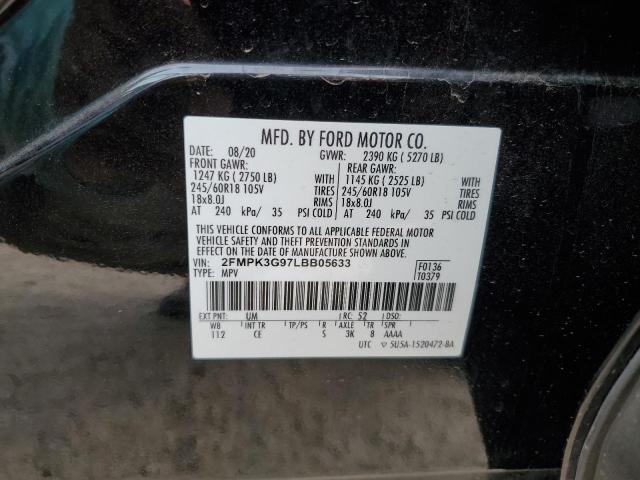 MFD. BY FORD MOTOR CO.
DATE: 08/20 GVWR: 2390 KG ( 5270 LB)
FRONT GAWR: REAR GAWR:
1247 KG ( 2750 LB) WITH 1145 KG ( 2525 LB) WITH
245/60R18 105V TIRES 245/60R18 105V TIRES
18x8.0J RIMS 18x8.0J RIMS
AT 240 kPa/ 35 PSI COLD AT 240 kPa/ 35 PSI COLD
THIS VEHICLE CONFORMS TO ALL APPLICABLE FEDERAL MOTOR
VEHICLE SAFETY AND THEFT PREVENTION STANDARDS IN
EFFECT ON THE DATE OF MANUFACTURE SHOWN ABOVE.
VIN: 2FMPK3G97LBB05633 F0136
TYPE: MPV T0379
EXT PNT: UM RC: 52 DSO:
WB INT TR TP/PS R AXLE TR SPR
112 CE S 3K 8 AAAA
UTC ▽ 5U5A-1520472-BA